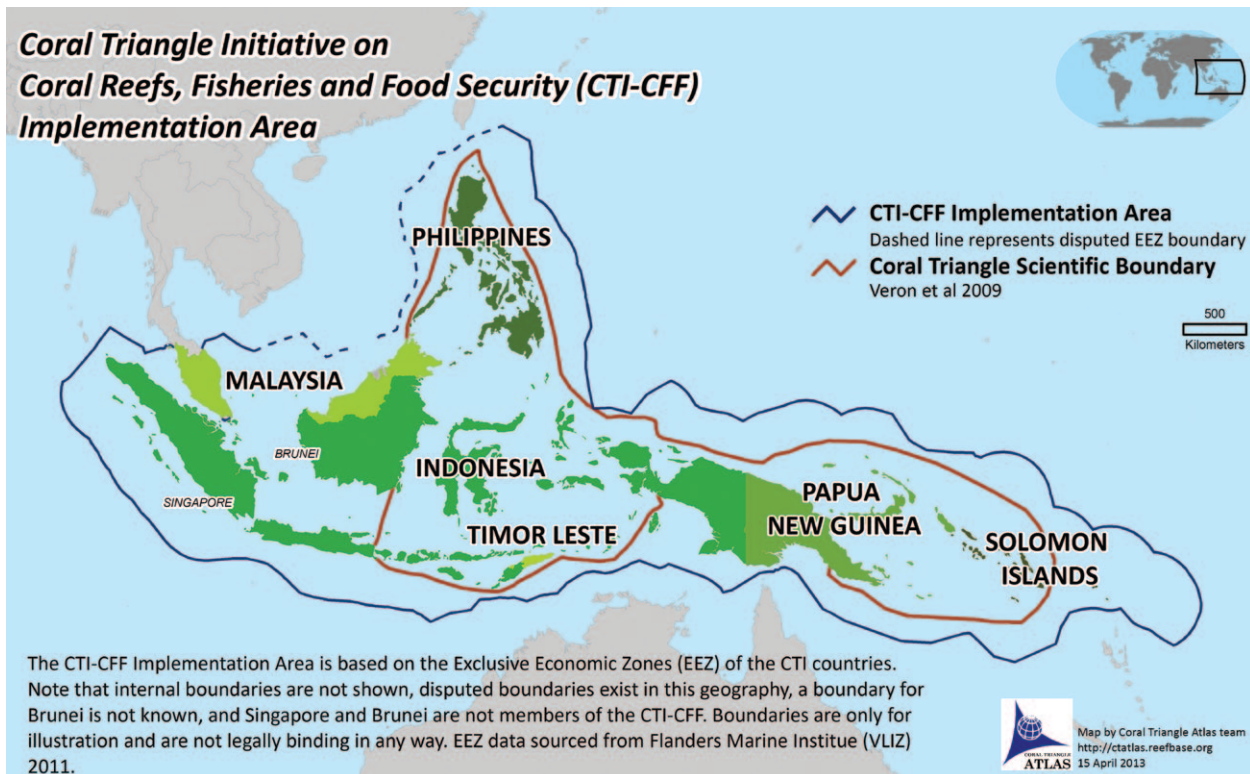 Coral Triangle Initiative on
Coral Reefs, Fisheries and Food Security (CTI-CFF)
Implementation Area
CTI-CFF Implementation Area
Dashed line represents disputed EEZ boundary
Coral Triangle Scientific Boundary
Veron et al 2009
500
Kilometers
PHILIPPINES
MALAYSIA
BRUNEI
SINGAPORE
INDONESIA
TIMOR LESTE
PAPUA
NEW GUINEA
SOLOMON
ISLANDS
The CTI-CFF Implementation Area is based on the Exclusive Economic Zones (EEZ) of the CTI countries.
Note that internal boundaries are not shown, disputed boundaries exist in this geography, a boundary for
Brunei is not known, and Singapore and Brunei are not members of the CTI-CFF. Boundaries are only for
illustration and are not legally binding in any way. EEZ data sourced from Flanders Marine Institue (VLIZ)
2011.
CORAL TRIANGLE
ATLAS
Map by Coral Triangle Atlas team
http://ctatlas.reefbase.org
15 April 2013